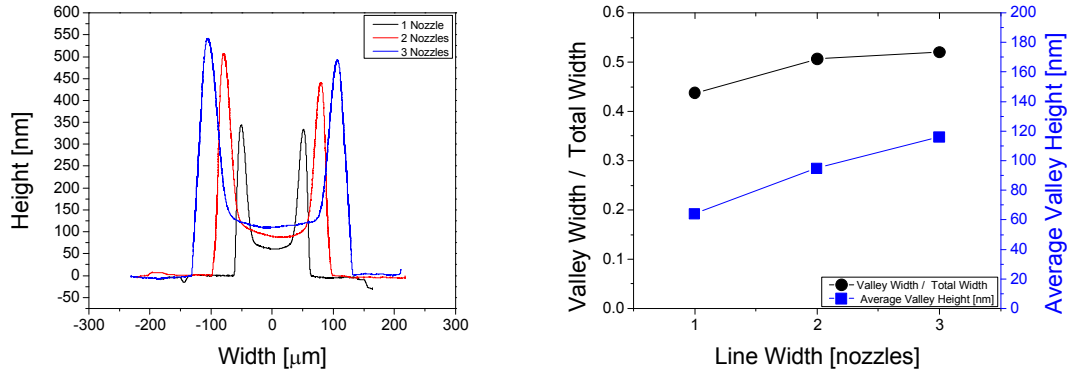 600
550
500
450
400
350
300
250
200
150
100
50
0
-50
Height [nm]
1 Nozzle
2 Nozzles
3 Nozzles
-300 -200 -100 0 100 200 300
Width [μm]
0.6
0.5
0.4
0.3
0.2
0.1
0.0
Valley Width / Total Width
Valley Width / Total Width
Average Valley Height [nm]
1 2 3
Line Width [nozzles]
200
180
160
140
120
100
80
60
40
20
0
Average Valley Height [nm]